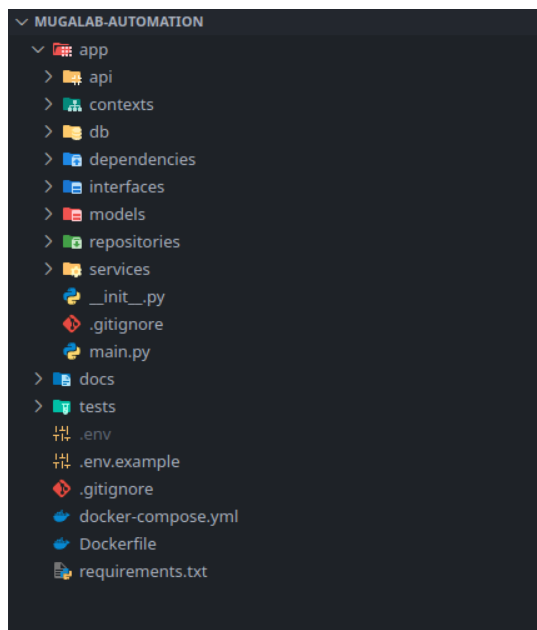 MUGALAB-AUTOMATION
app
api
contexts
db
dependencies
interfaces
models
repositories
services
__init__.py
.gitignore
main.py
docs
tests
.env
.env.example
.gitignore
docker-compose.yml
Dockerfile
requirements.txt